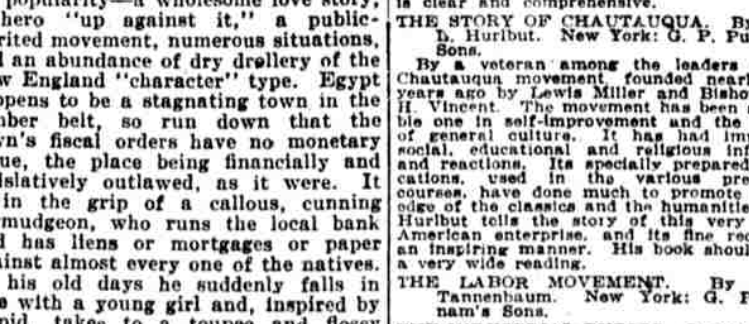 popularity—a wholesome love story,
hero "up against it," a public-
rited movement, numerous situations,
an abundance of dry drollery of the
w England "character" type. Egypt
ppens to be a stagnating town in the
ber belt, so run down that the
n's fiscal orders have no monetary
ue, the place being financially and
islatively outlawed, as it were. It
in the grip of a callous, cunning
mudgeon, who runs the local bank
d has liens or mortgages or paper
ainst almost every one of the natives.
his old days he suddenly falls in
with a young girl and, inspired by
pid, takes to a toupee and
is clear and comprehensive.
THE STORY OF CHAUTAUQUA. B
L. Hurlbut. New York: G. P. Pu
Sons.
By a veteran among the leaders
Chautauqua movement, founded near
years ago by Lewis Miller and Bisho
H. Vincent. The movement has been
ble one in self-improvement and the
of general culture. It has had im
social, educational and religious inf
and reactions. Its specially prepared
cations, used in the various pre
courses, have done much to promote
edge of the classics and the humanitie
Hurlbut tells the story of this very
American enterprise, and its fine rec
an inspiring manner. His book shoul
a very wide reading.
THE LABOR MOVEMENT. By
Tannenbaum. New York: G. P
nam's Sons.